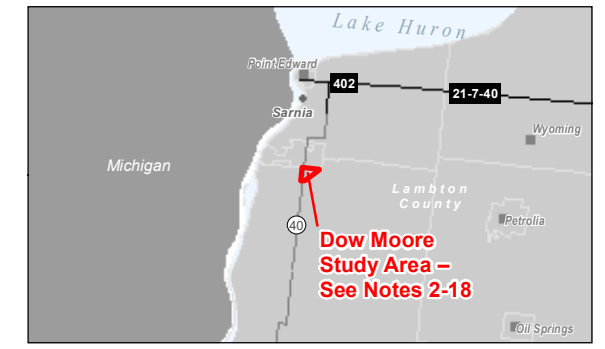 Lake Huron
Point Edward
402
21-7-40
Sarnia
Wyoming
Michigan
Lambton
County
Petrolia
40
Dow Moore
Study Area –
See Notes 2-18
Oil Springs